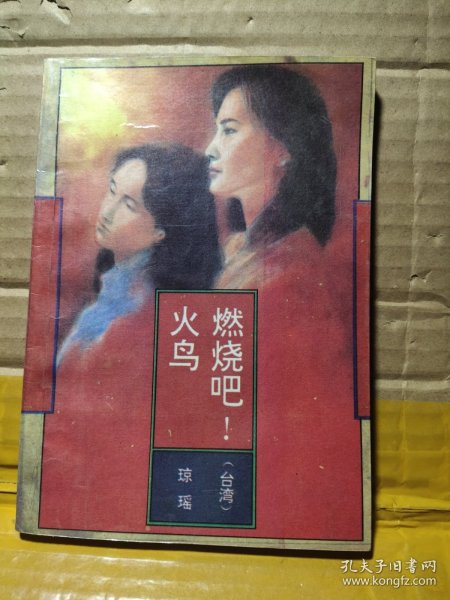 燃烧吧！
火鸟
（台湾）
琼瑶
孔夫子旧书网
www.kongfz.com